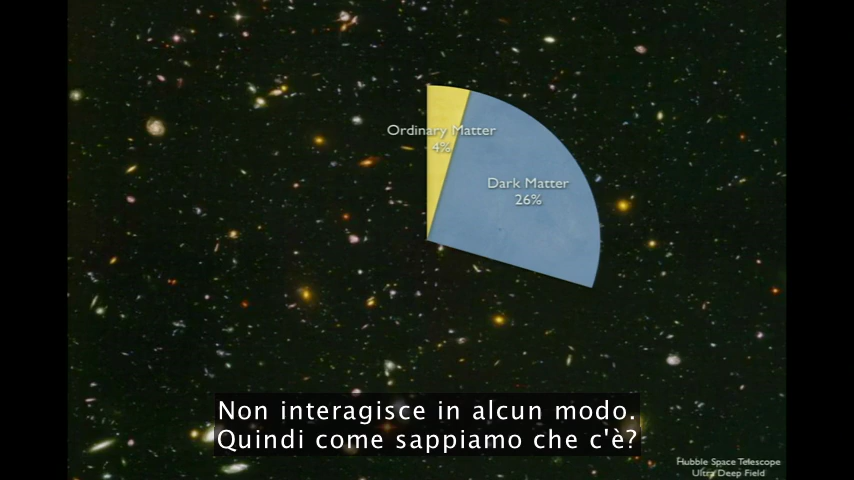 Ordinary Matter
4%
Dark Matter
26%
Non interagisce in alcun modo.
Quindi come sappiamo che c'è?
Hubble Space Telescope
Ultra Deep Field